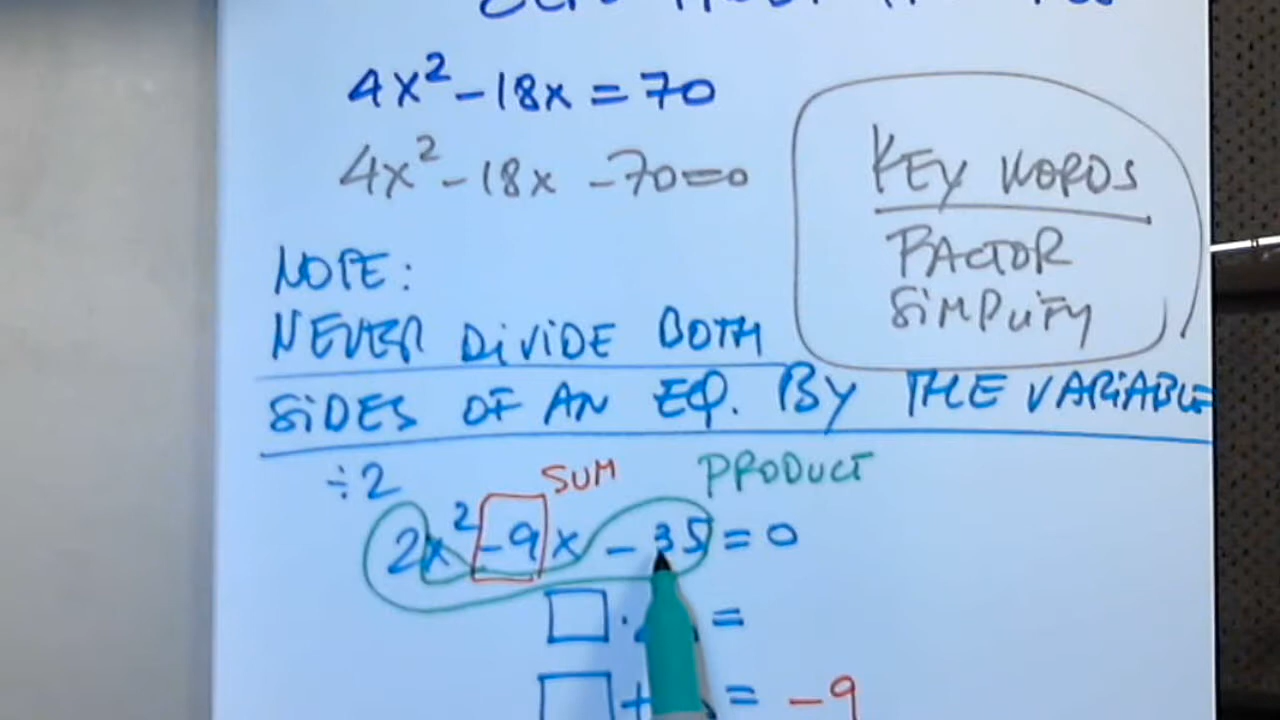 4x² - 18x = 70
4x² - 18x - 70 = 0
KEY WORDS
FACTOR
SIMPLIFY
NOTE:
NEVER DIVIDE BOTH
SIDES OF AN EQ. BY THE VARIABLE
÷2
SUM
PRODUCT
2x² - 9x - 35 = 0
□ · =
□ + = -9